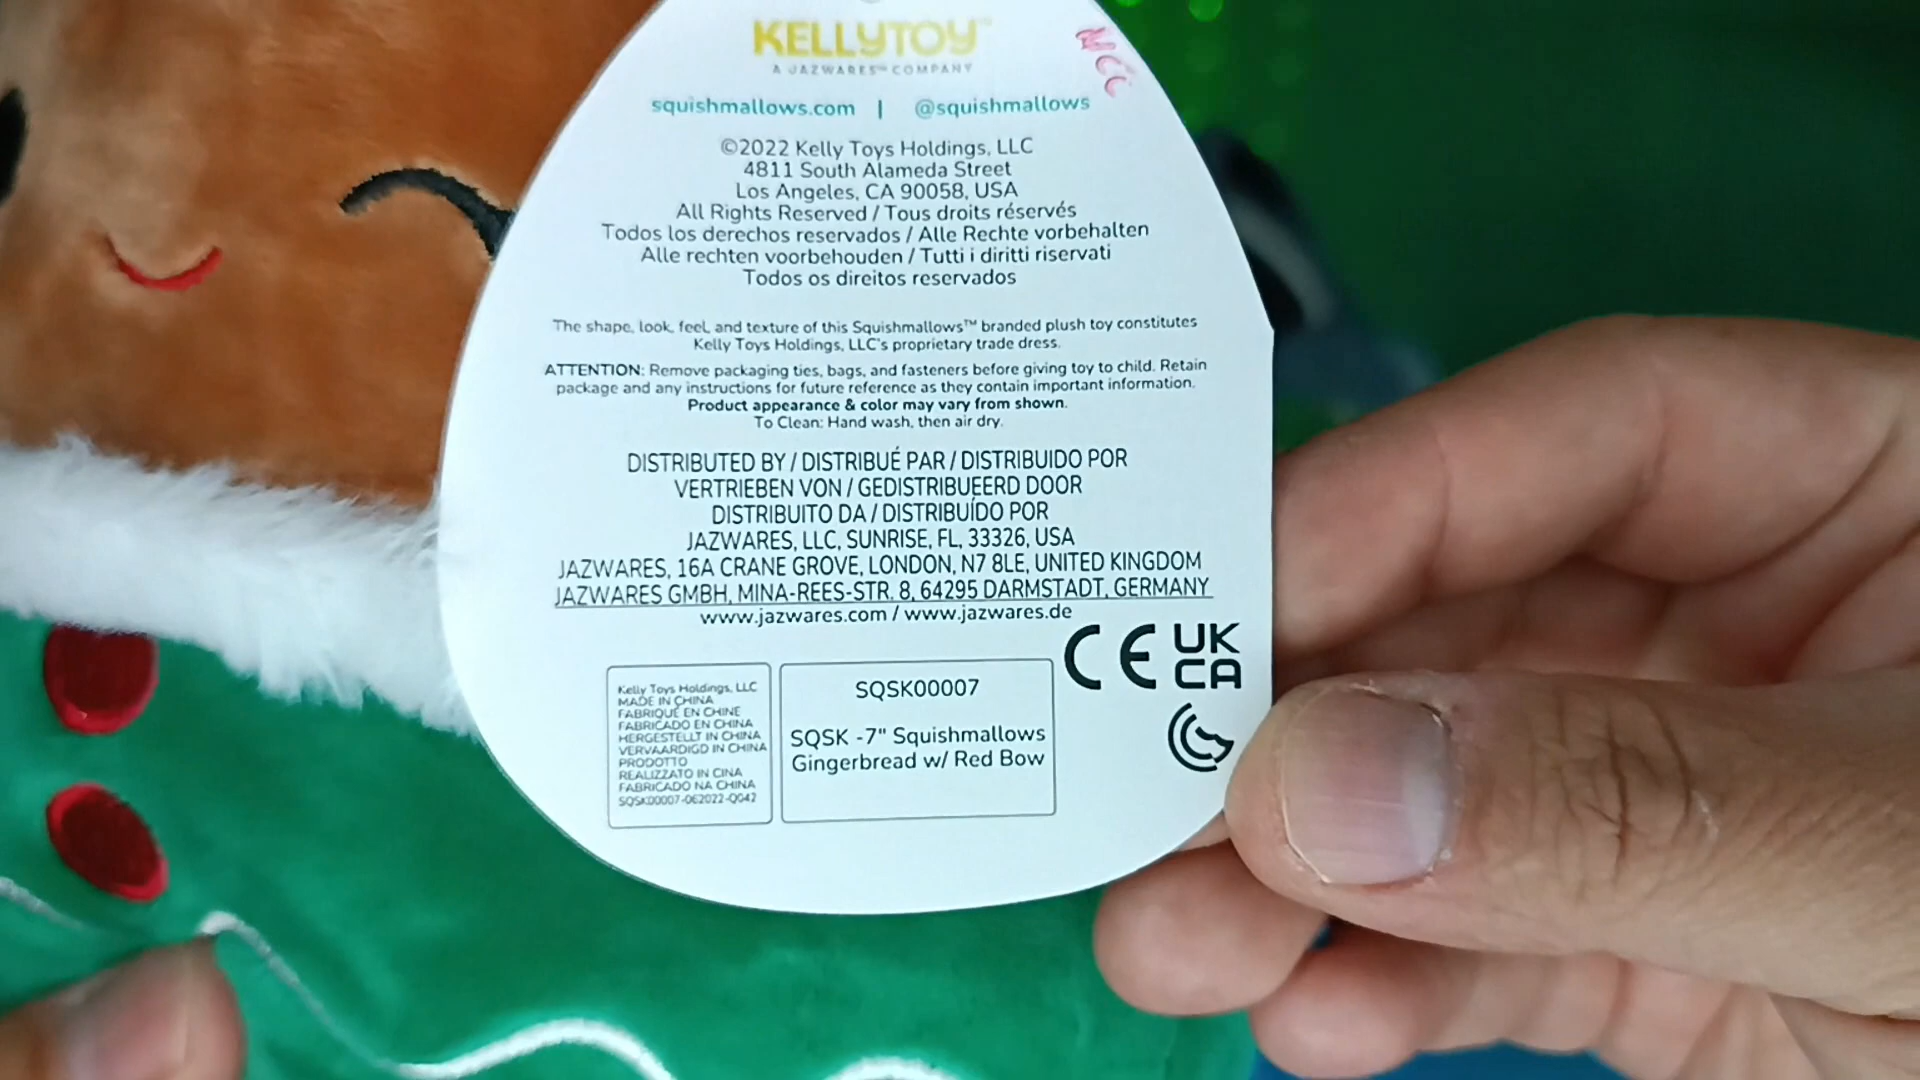 KELLYTOY™
A JAZWARES™ COMPANY
squishmallows.com | @squishmallows
©2022 Kelly Toys Holdings, LLC
4811 South Alameda Street
Los Angeles, CA 90058, USA
All Rights Reserved / Tous droits réservés
Todos los derechos reservados / Alle Rechte vorbehalten
Alle rechten voorbehouden / Tutti i diritti riservati
Todos os direitos reservados
The shape, look, feel, and texture of this Squishmallows™ branded plush toy constitutes
Kelly Toys Holdings, LLC's proprietary trade dress.
ATTENTION: Remove packaging ties, bags, and fasteners before giving toy to child. Retain
package and any instructions for future reference as they contain important information.
Product appearance & color may vary from shown.
To Clean: Hand wash, then air dry.
DISTRIBUTED BY / DISTRIBUÉ PAR / DISTRIBUIDO POR
VERTRIEBEN VON / GEDISTRIBUEERD DOOR
DISTRIBUITO DA / DISTRIBUÍDO POR
JAZWARES, LLC, SUNRISE, FL, 33326, USA
JAZWARES, 16A CRANE GROVE, LONDON, N7 8LE, UNITED KINGDOM
JAZWARES GMBH, MINA-REES-STR. 8, 64295 DARMSTADT, GERMANY
www.jazwares.com / www.jazwares.de
CE
UK
CA
Kelly Toys Holdings, LLC
MADE IN CHINA
FABRIQUÉ EN CHINE
FABRICADO EN CHINA
HERGESTELLT IN CHINA
VERVAARDIGD IN CHINA
PRODOTTO
REALIZZATO IN CINA
FABRICADO NA CHINA
SQSK00007-062022-Q042
SQSK00007
SQSK -7" Squishmallows
Gingerbread w/ Red Bow